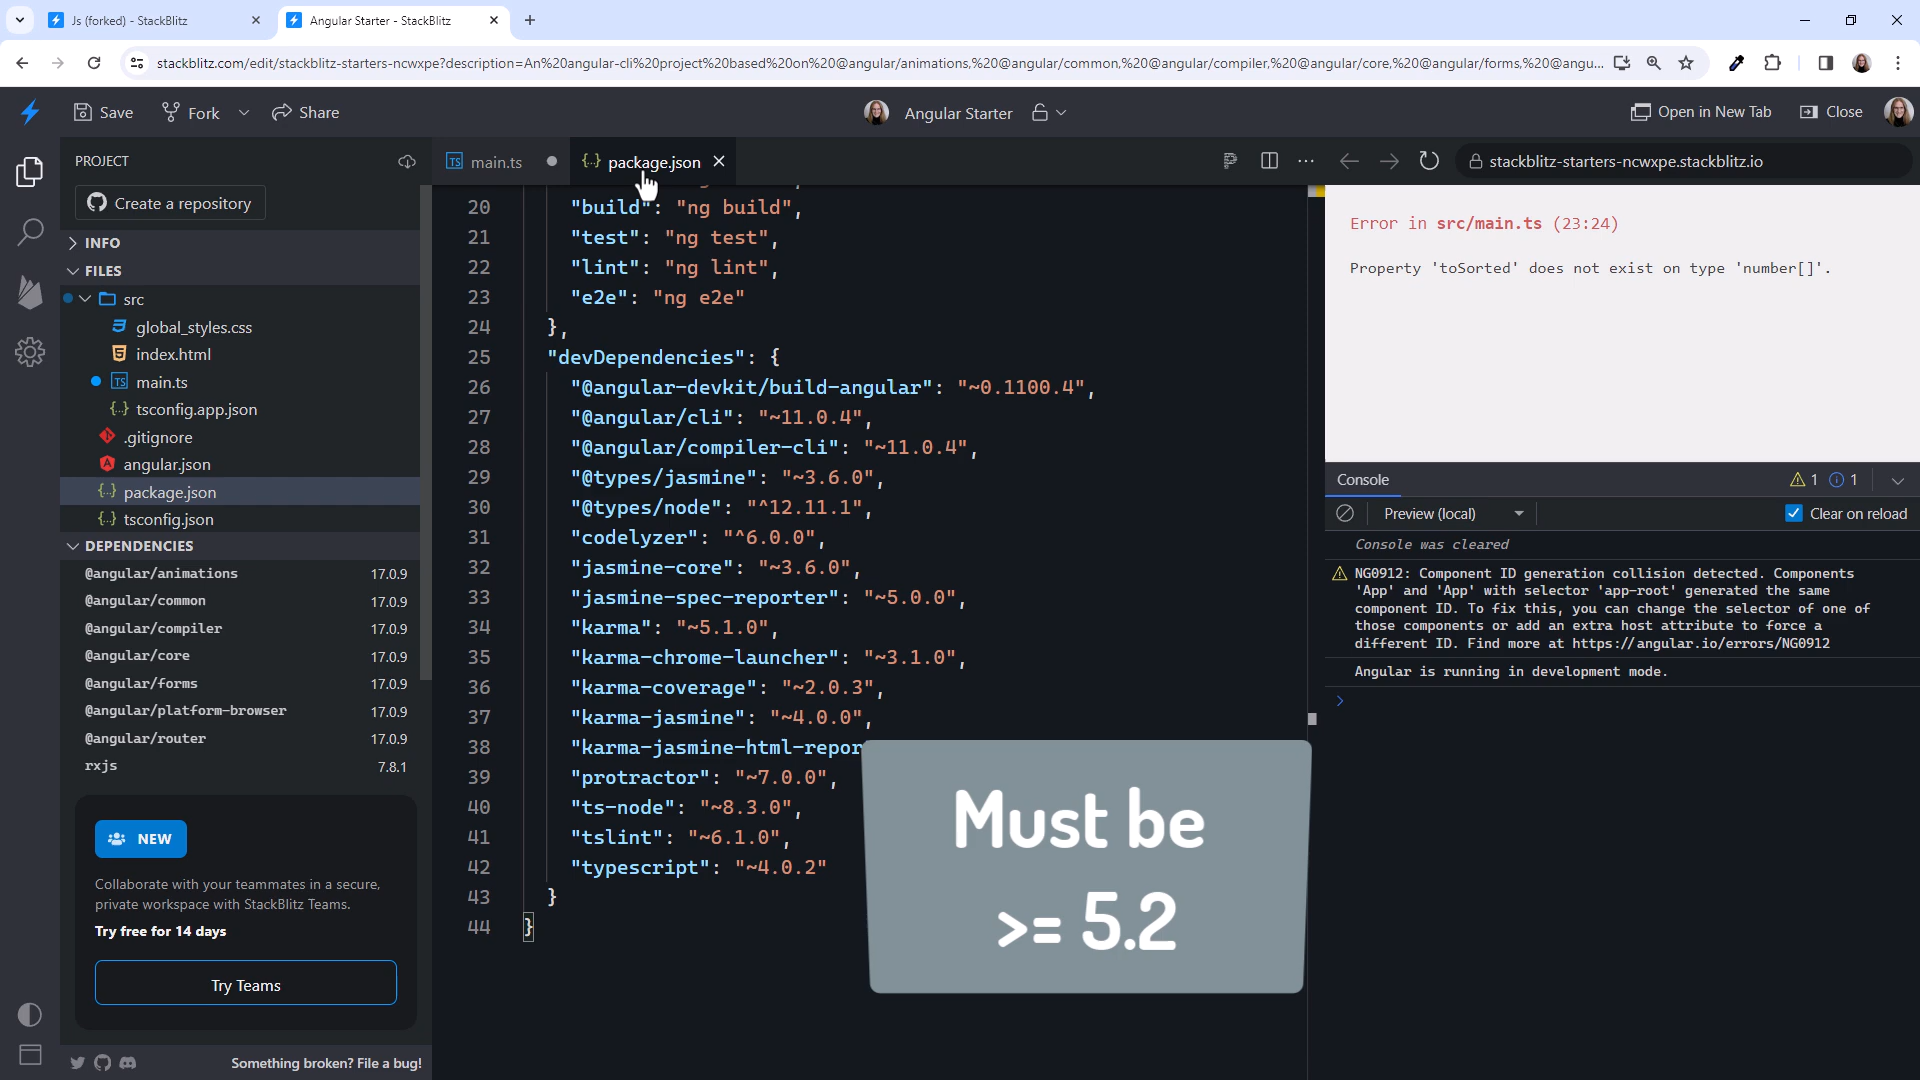 Js (forked) - StackBlitz
Angular Starter - StackBlitz
stackblitz.com/edit/stackblitz-starters-ncwxpe?description=An%20angular-cli%20project%20based%20on%20@angular/animations,%20@angular/common,%20@angular/compiler,%20@angular/core,%20@angular/forms,%20@angu...
Save
Fork
Share
Angular Starter
Open in New Tab
Close
PROJECT
Create a repository
INFO
FILES
src
global_styles.css
index.html
TS main.ts
tsconfig.app.json
.gitignore
angular.json
package.json
tsconfig.json
DEPENDENCIES
@angular/animations 17.0.9
@angular/common 17.0.9
@angular/compiler 17.0.9
@angular/core 17.0.9
@angular/forms 17.0.9
@angular/platform-browser 17.0.9
@angular/router 17.0.9
rxjs 7.8.1
NEW
Collaborate with your teammates in a secure,
private workspace with StackBlitz Teams.
Try free for 14 days
Try Teams
Something broken? File a bug!
TS main.ts
{..} package.json
20 "build": "ng build",
21 "test": "ng test",
22 "lint": "ng lint",
23 "e2e": "ng e2e"
24 },
25 "devDependencies": {
26 "@angular-devkit/build-angular": "~0.1100.4",
27 "@angular/cli": "~11.0.4",
28 "@angular/compiler-cli": "~11.0.4",
29 "@types/jasmine": "~3.6.0",
30 "@types/node": "^12.11.1",
31 "codelyzer": "^6.0.0",
32 "jasmine-core": "~3.6.0",
33 "jasmine-spec-reporter": "~5.0.0",
34 "karma": "~5.1.0",
35 "karma-chrome-launcher": "~3.1.0",
36 "karma-coverage": "~2.0.3",
37 "karma-jasmine": "~4.0.0",
38 "karma-jasmine-html-repor
39 "protractor": "~7.0.0",
40 "ts-node": "~8.3.0",
41 "tslint": "~6.1.0",
42 "typescript": "~4.0.2"
43 }
44 }
Must be
>= 5.2
stackblitz-starters-ncwxpe.stackblitz.io
Error in src/main.ts (23:24)
Property 'toSorted' does not exist on type 'number[]'.
Console
1
1
Preview (local)
Clear on reload
Console was cleared
NG0912: Component ID generation collision detected. Components
'App' and 'App' with selector 'app-root' generated the same
component ID. To fix this, you can change the selector of one of
those components or add an extra host attribute to force a
different ID. Find more at https://angular.io/errors/NG0912
Angular is running in development mode.